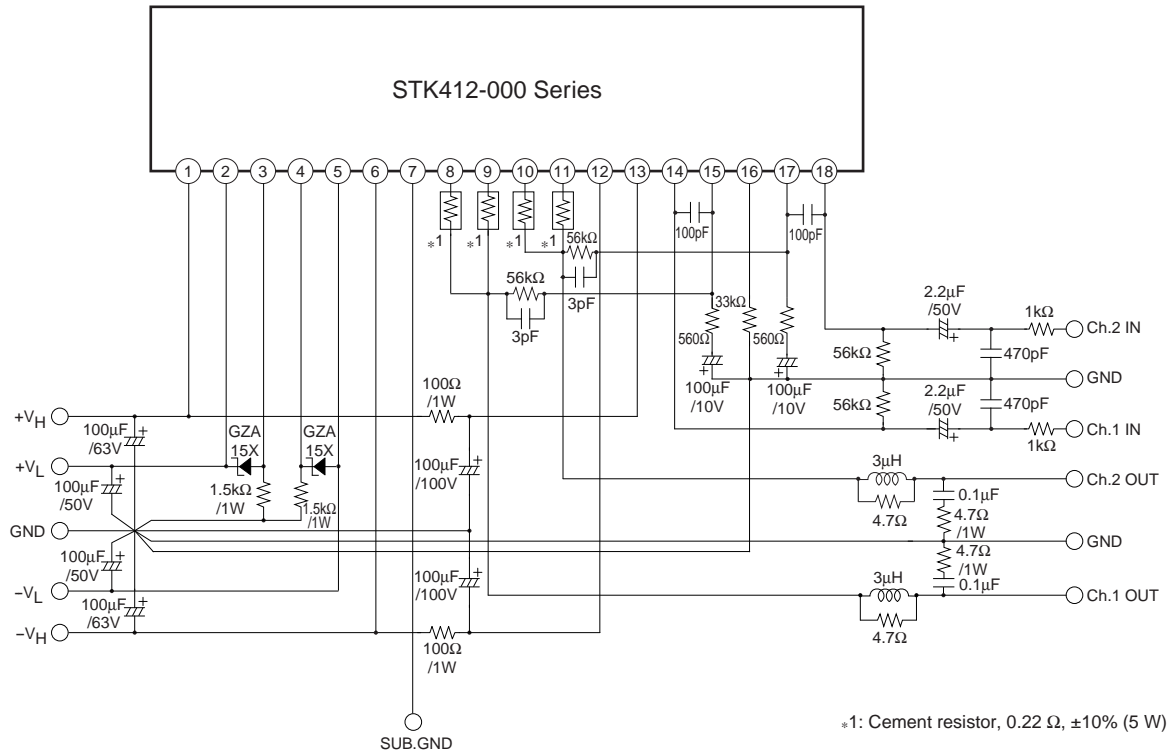 STK412-000 Series
1 2 3 4 5 6 7 8 9 10 11 12 13 14 15 16 17 18
*1 *1 *1 *1
56kΩ
3pF
56kΩ
3pF
100pF
100pF
33kΩ
560Ω
560Ω
100μF
/10V
100μF
/10V
2.2μF
/50V
1kΩ
Ch.2 IN
56kΩ
470pF
GND
56kΩ
2.2μF
/50V
470pF
1kΩ
Ch.1 IN
100Ω
/1W
+VH
100μF
/63V
GZA
15X
GZA
15X
+VL
100μF
/50V
1.5kΩ
/1W
1.5kΩ
/1W
100μF
/100V
3μH
4.7Ω
Ch.2 OUT
0.1μF
4.7Ω
/1W
GND
GND
4.7Ω
/1W
0.1μF
100μF
/50V
−VL
100μF
/63V
−VH
100μF
/100V
100Ω
/1W
3μH
4.7Ω
Ch.1 OUT
SUB.GND
*1: Cement resistor, 0.22 Ω, ±10% (5 W)